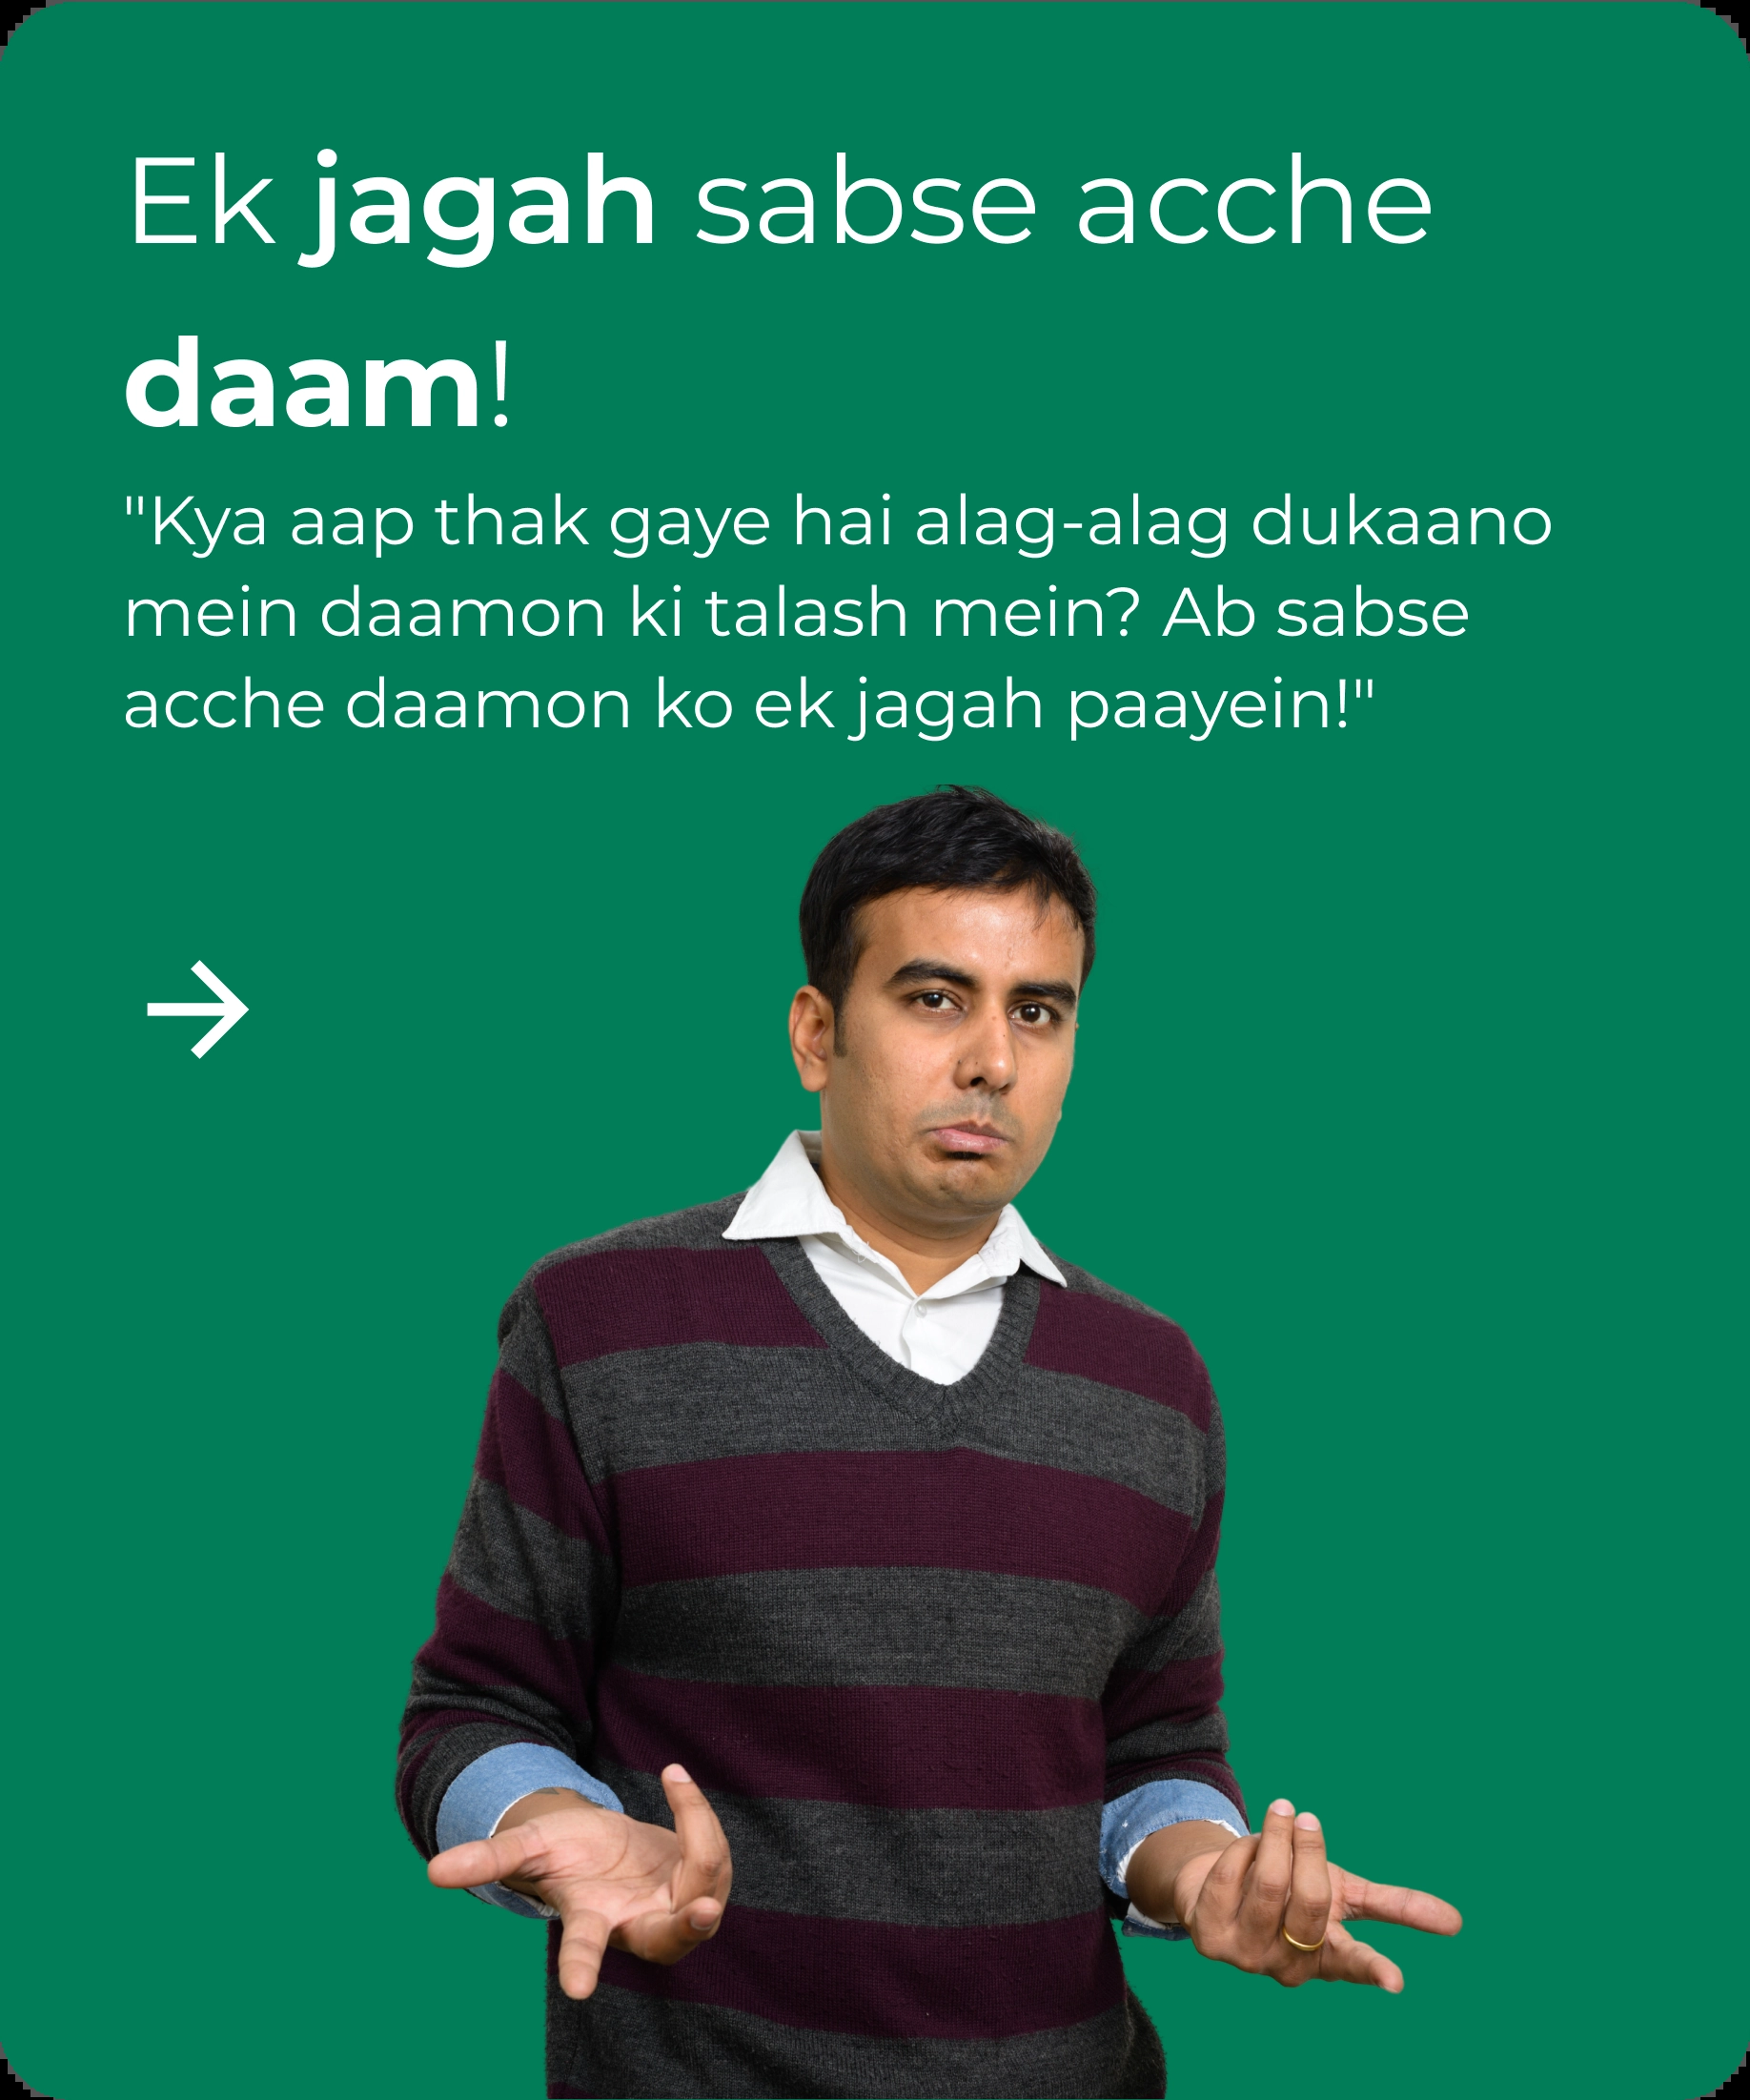 Ek jagah sabse acche
daam!
"Kya aap thak gaye hai alag-alag dukaano
mein daamon ki talash mein? Ab sabse
acche daamon ko ek jagah paayein!"